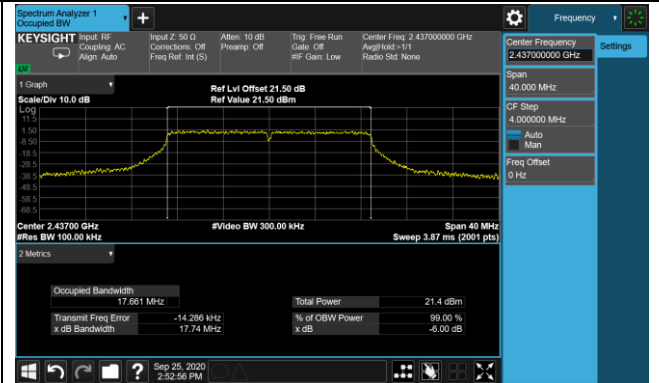 Spectrum Analyzer 1
Occupied BW
Frequency
KEYSIGHT
Input: RF
Coupling: AC
Align: Auto
Input Z: 50 Ω
Corrections: Off
Freq Ref: Int (S)
Atten: 10 dB
Preamp: Off
Trig: Free Run
Gate: Off
#IF Gain: Low
Center Freq: 2.437000000 GHz
Avg|Hold:>1/1
Radio Std: None
LXI
Center Frequency
2.437000000 GHz
Settings
Span
40.000 MHz
CF Step
4.000000 MHz
Auto
Man
Freq Offset
0 Hz
1 Graph
Scale/Div 10.0 dB
Ref Lvl Offset 21.50 dB
Ref Value 21.50 dBm
Log
11.5
1.50
-8.50
-18.5
-28.5
-38.5
-48.5
-58.5
-68.5
Center 2.43700 GHz
#Video BW 300.00 kHz
Span 40 MHz
#Res BW 100.00 kHz
Sweep 3.87 ms (2001 pts)
2 Metrics
Occupied Bandwidth
17.661 MHz
Total Power 21.4 dBm
Transmit Freq Error -14.286 kHz
% of OBW Power 99.00 %
x dB Bandwidth 17.74 MHz
x dB -6.00 dB
Sep 25, 2020
2:52:56 PM